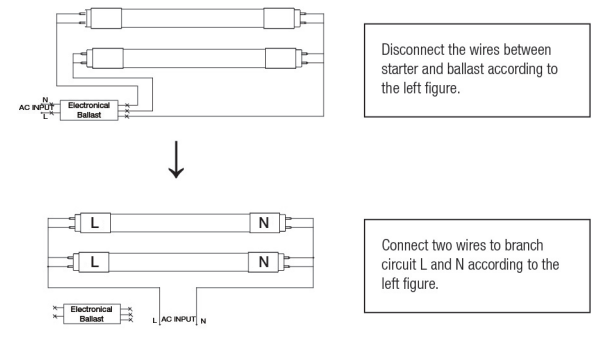 Disconnect the wires between
starter and ballast according to
the left figure.
N
AC INPUT
L
Electronical
Ballast
L N
L N
Connect two wires to branch
circuit L and N according to the
left figure.
Electronical
Ballast
L AC INPUT N